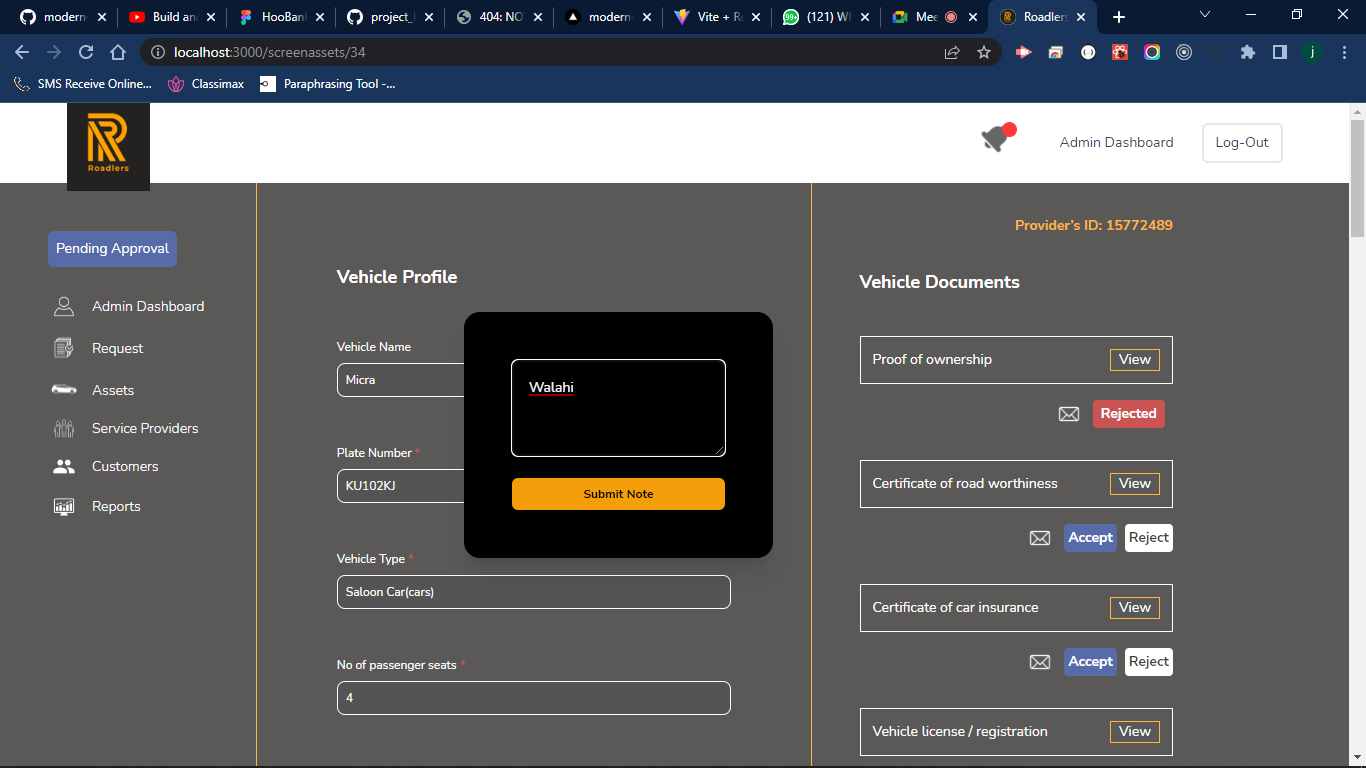 modern-
Build an
HooBan
project_
404: NO
modern-
Vite + R
(121) W
Mee
Roadlers
localhost:3000/screenassets/34
j
SMS Receive Online...
Classimax
Paraphrasing Tool -...
Roadlers
Admin Dashboard
Log-Out
Pending Approval
Admin Dashboard
Request
Assets
Service Providers
Customers
Reports
Vehicle Profile
Vehicle Name
Micra
Plate Number *
KU102KJ
Vehicle Type *
Saloon Car(cars)
No of passenger seats *
4
Walahi
Submit Note
Provider's ID: 15772489
Vehicle Documents
Proof of ownership View
Rejected
Certificate of road worthiness View
Accept Reject
Certificate of car insurance View
Accept Reject
Vehicle license / registration View